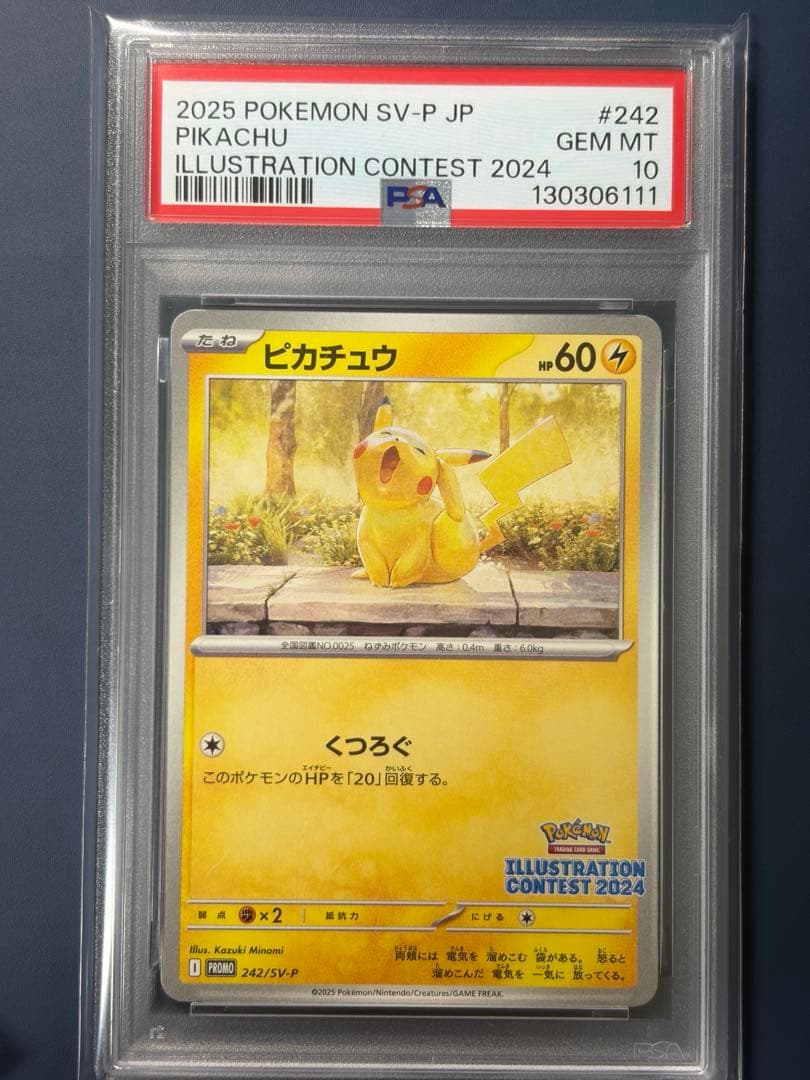 2025 POKEMON SV-P JP #242
PIKACHU GEM MT
ILLUSTRATION CONTEST 2024 10
PSA 130306111
たね ピカチュウ HP60
全国図鑑NO.0025 ねずみポケモン 高さ:0.4m 重さ:6.0kg
くつろぐ
このポケモンのHPを「20」回復する。
Pokémon
TRADING CARD GAME
ILLUSTRATION
CONTEST 2024
弱点 ×2 抵抗力 にげる
Illus. Kazuki Minami
両頬には 電気を 溜めこむ 袋がある。 怒ると
溜めこんだ 電気を 一気に 放ってくる。
I PROMO 242/SV-P
©2025 Pokémon/Nintendo/Creatures/GAME FREAK.
PSA